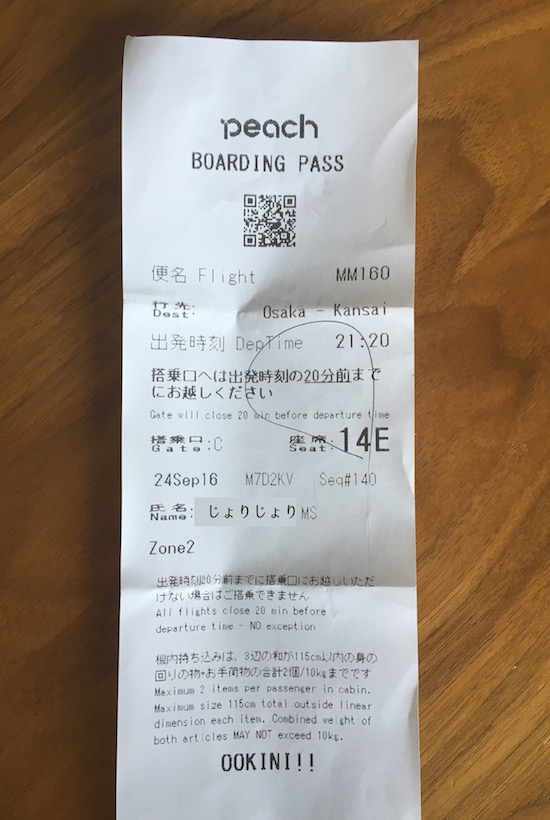 peach
BOARDING PASS
便名 Flight MM160
行先: Dest. Osaka - Kansai
出発時刻 DepTime 21:20
搭乗口へは出発時刻の20分前まで
にお越しください
Gate will close 20 min before departure time
搭乗口 Gate:C 座席: Seat: 14E
24Sep16 M7D2KV Seq#140
氏名: Name: じょりじょり MS
Zone2
出発時刻20分前までに搭乗口にお越しいただ
けない場合はご搭乗できません
All flights close 20 min before
departure time - NO exception
機内持ち込みは、3辺の和が115cm以内の身の
回りの物・お手荷物の合計2個/10kgまでです
Maximum 2 items per passenger in cabin.
Maximum size 115cm total outside linear
dimension each item. Combined weight of
both articles MAY NOT exceed 10kg.
OOKINI!!